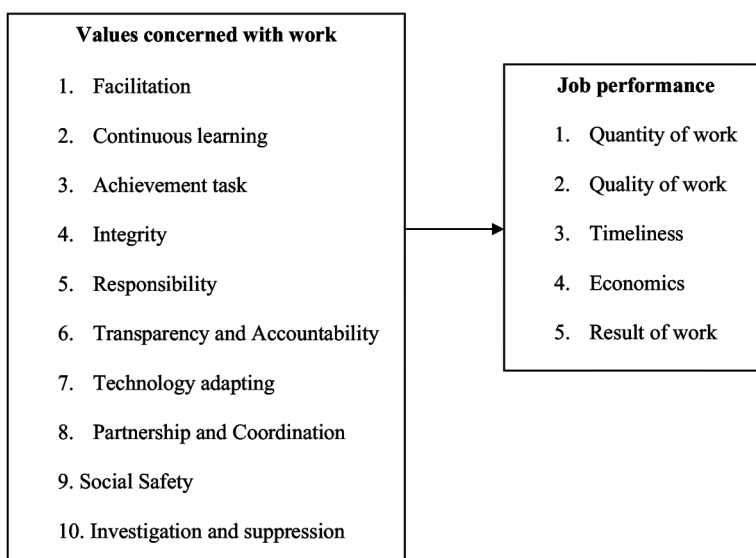 Values concerned with work
1. Facilitation
2. Continuous learning
3. Achievement task
4. Integrity
5. Responsibility
6. Transparency and Accountability
7. Technology adapting
8. Partnership and Coordination
9. Social Safety
10. Investigation and suppression
Job performance
1. Quantity of work
2. Quality of work
3. Timeliness
4. Economics
5. Result of work